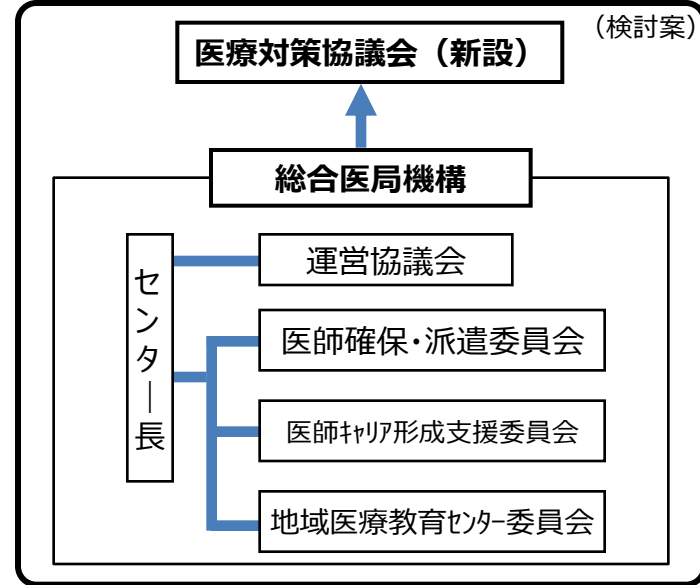 (検討案)
医療対策協議会（新設）
総合医局機構
センター長
運営協議会
医師確保・派遣委員会
医師ｷｬﾘｱ形成支援委員会
地域医療教育ｾﾝﾀｰ委員会